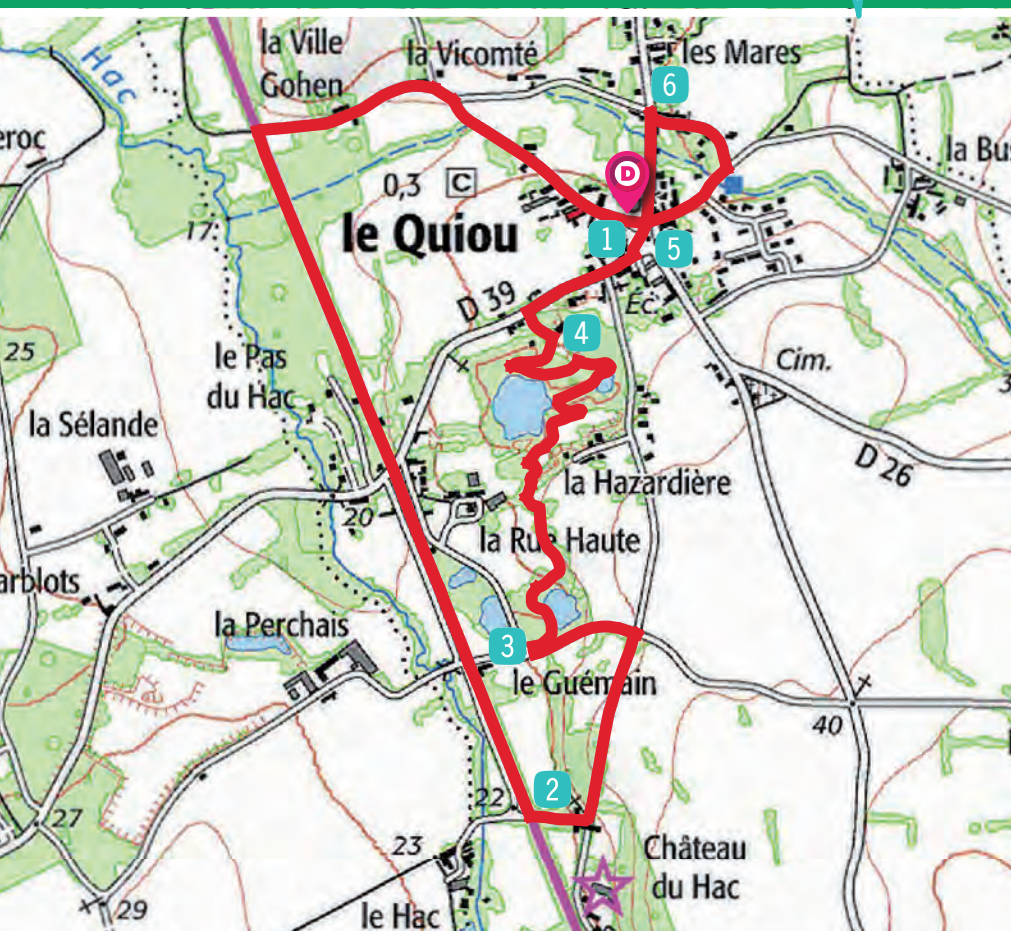 Hac
la Ville
Gohen
la Vicomté
les Mares
6
eroc
la Bus
0,3 C
D
17
le Quiou
1
5
D 39
Éc.
4
25
le Pas
du Hac
Cim.
3
la Sélande
la Hazardière
D 26
20
la Rue Haute
arblots
la Perchais
3
le Guémain
40
2
22
27
23
Château
du Hac
29
le Hac